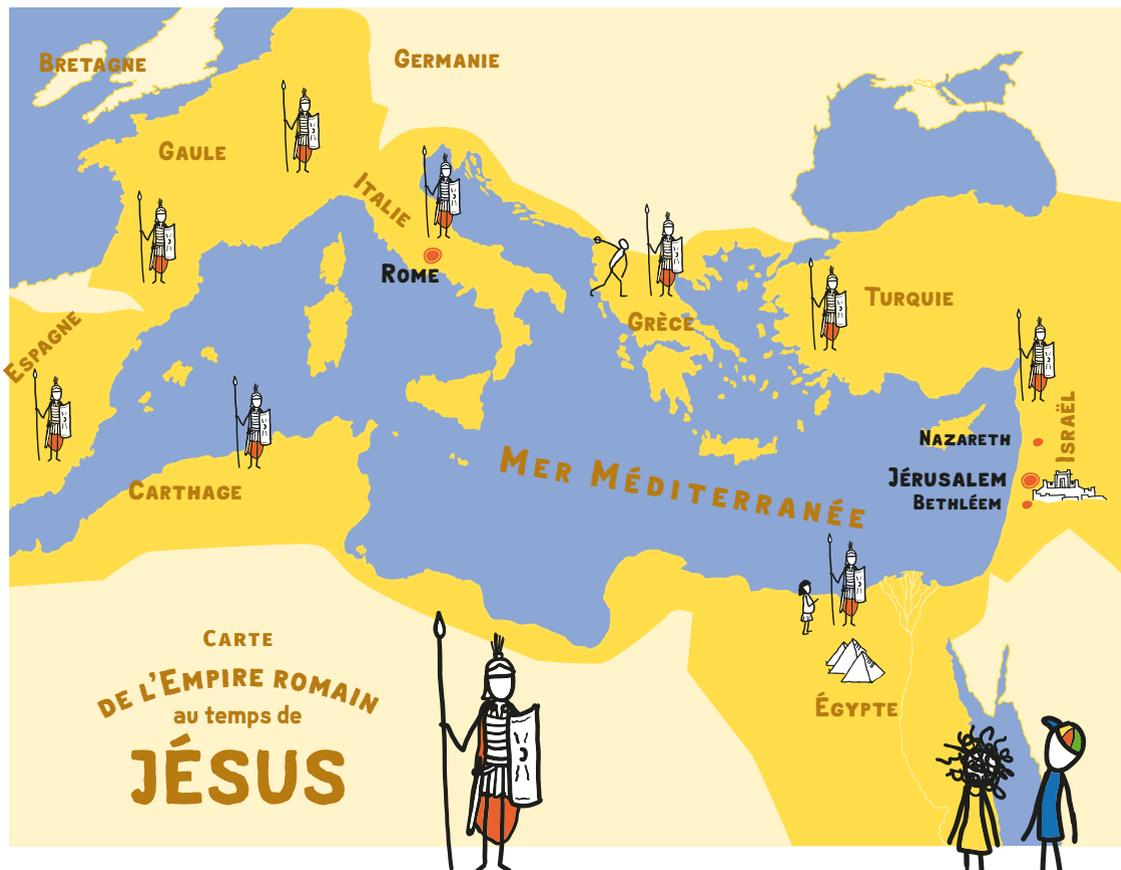 BRETAGNE
GERMANIE
GAULE
ITALIE
ROME
ESPAGNE
GRÈCE
TURQUIE
ISRAËL
NAZARETH
JÉRUSALEM
BETHLÉEM
CARTHAGE
MER MÉDITERRANÉE
ÉGYPTE
CARTE
DE L'EMPIRE ROMAIN
au temps de
JÉSUS